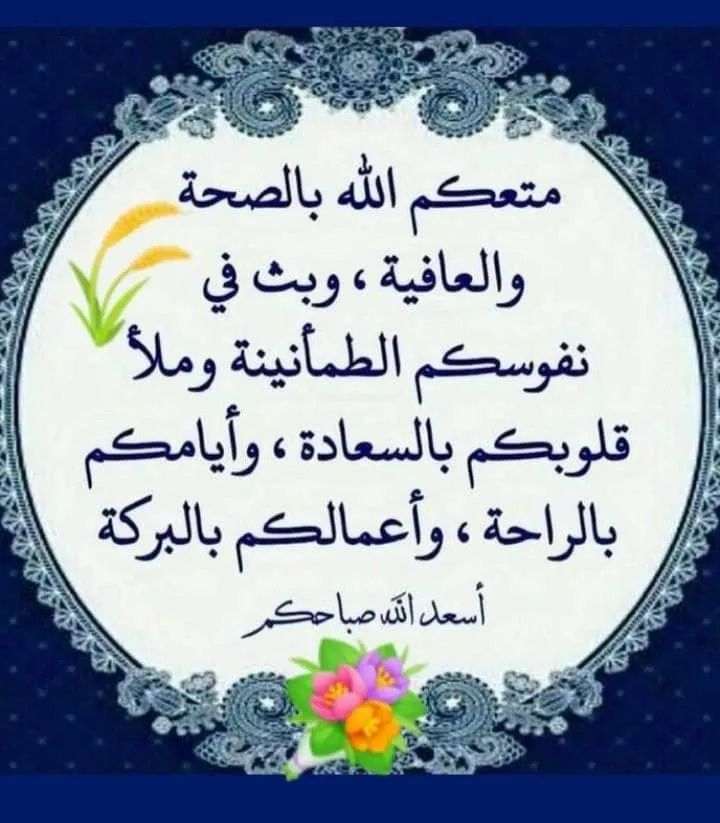 متعكم الله بالصحة
والعافية ، وبث في
نفوسكم الطمأنينة وملأ
قلوبكم بالسعادة ، وأيامكم
بالراحة ، وأعمالكم بالبركة
أسعد الله صباحكم